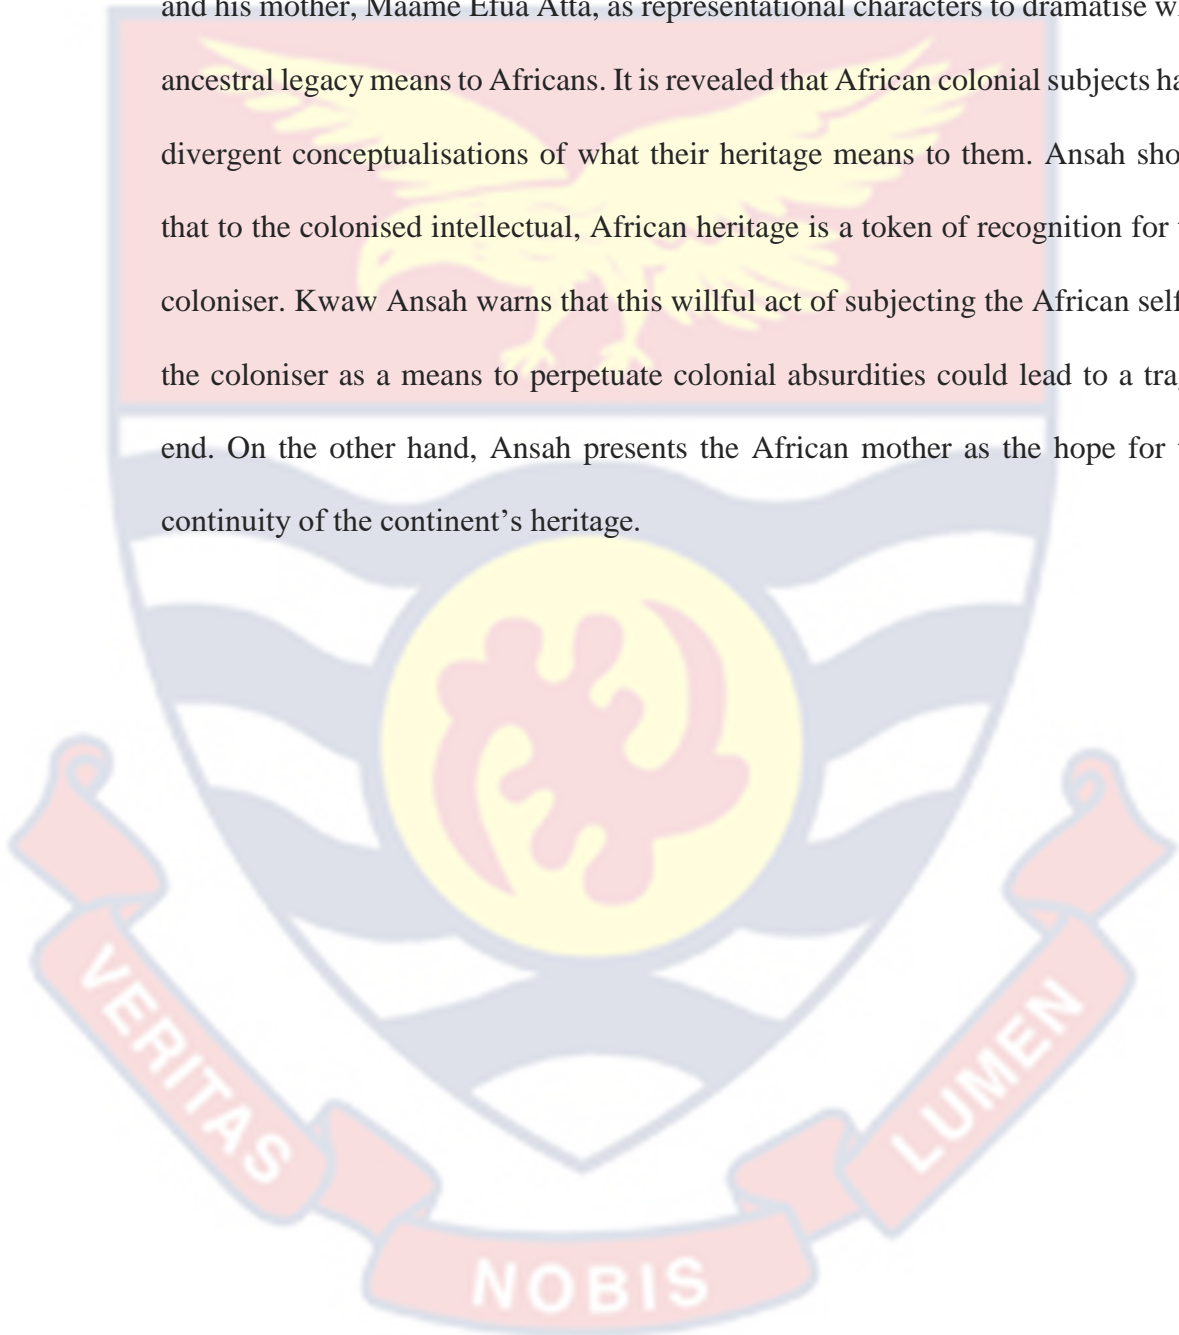 and his mother, Maame Efua Atta, as representational characters to dramatise
ancestral legacy means to Africans. It is revealed that African colonial subjects
divergent conceptualisations of what their heritage means to them. Ansah
that to the colonised intellectual, African heritage is a token of recognition for
coloniser. Kwaw Ansah warns that this willful act of subjecting the African self
the coloniser as a means to perpetuate colonial absurdities could lead to a
end. On the other hand, Ansah presents the African mother as the hope for
continuity of the continent’s heritage.
VERITAS
NOBIS
LUMEN